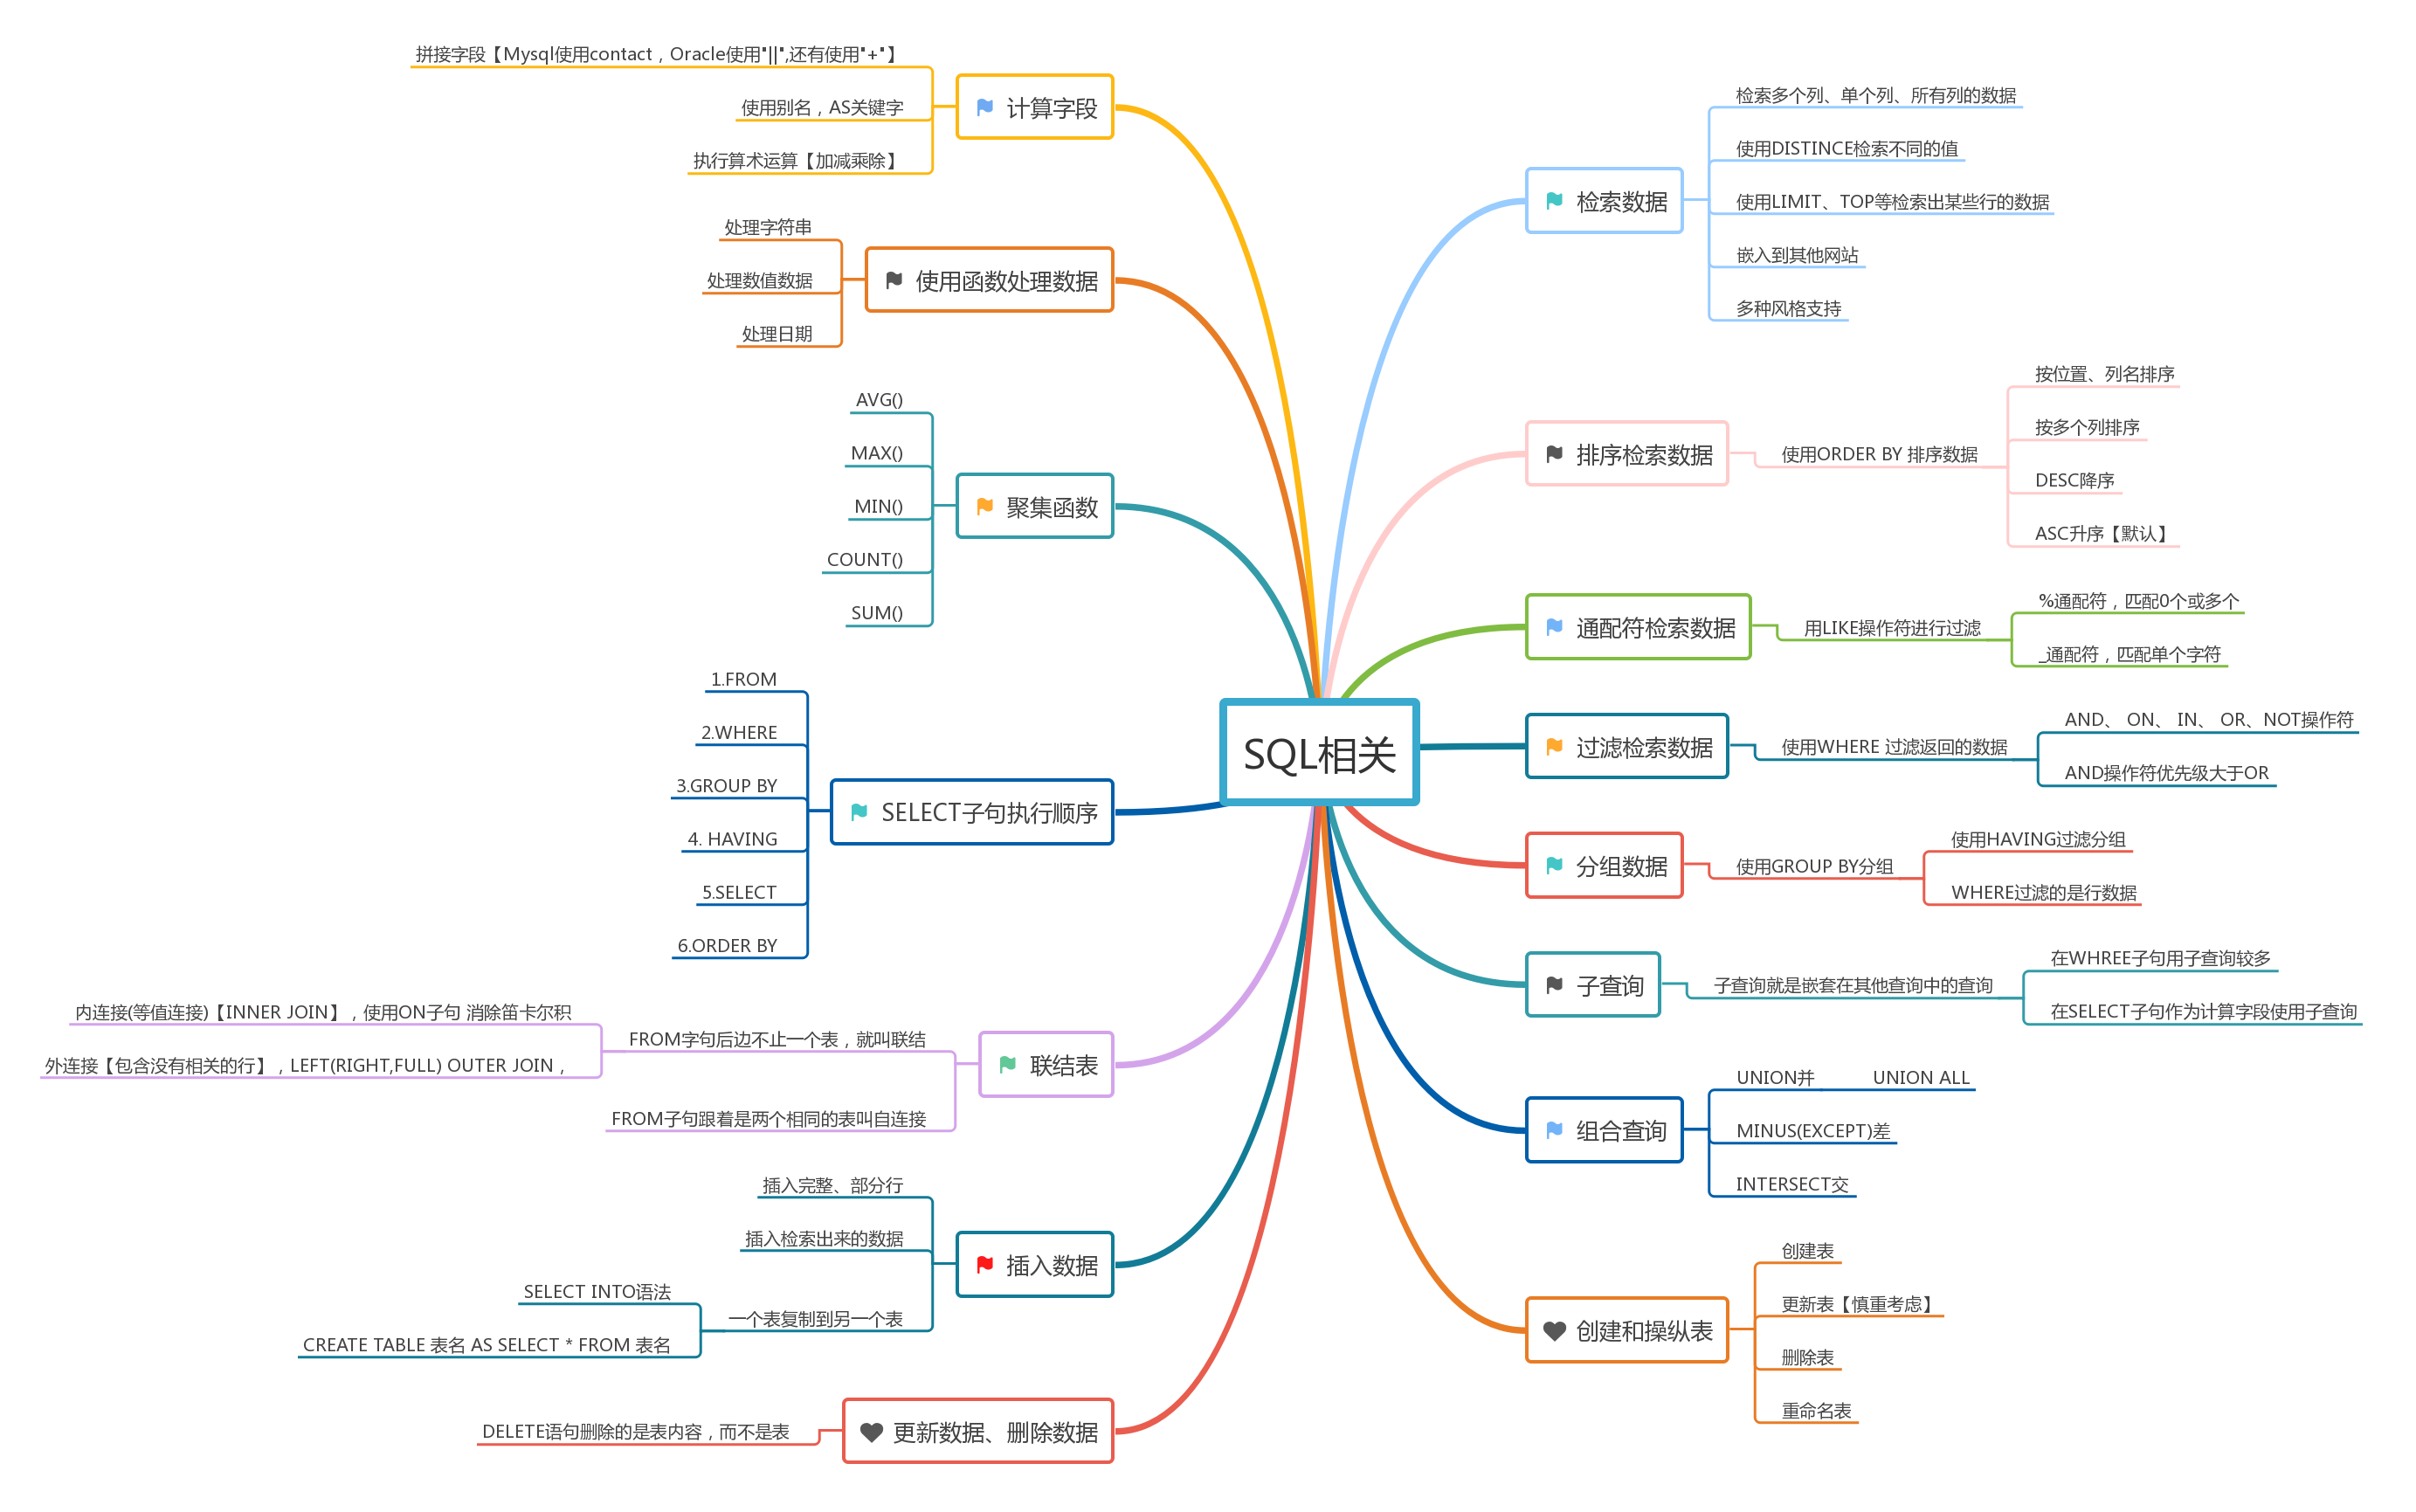 SQL相关
计算字段
拼接字段【Mysql使用contact，Oracle使用"||",还有使用"+"】
使用别名，AS关键字
执行算术运算【加减乘除】
使用函数处理数据
处理字符串
处理数值数据
处理日期
聚集函数
AVG()
MAX()
MIN()
COUNT()
SUM()
SELECT子句执行顺序
1.FROM
2.WHERE
3.GROUP BY
4. HAVING
5.SELECT
6.ORDER BY
联结表
FROM字句后边不止一个表，就叫联结
内连接(等值连接)【INNER JOIN】，使用ON子句 消除笛卡尔积
外连接【包含没有相关的行】，LEFT(RIGHT,FULL) OUTER JOIN，
FROM子句跟着是两个相同的表叫自连接
插入数据
插入完整、部分行
插入检索出来的数据
一个表复制到另一个表
SELECT INTO语法
CREATE TABLE 表名 AS SELECT * FROM 表名
更新数据、删除数据
DELETE语句删除的是表内容，而不是表
检索数据
检索多个列、单个列、所有列的数据
使用DISTINCE检索不同的值
使用LIMIT、TOP等检索出某些行的数据
嵌入到其他网站
多种风格支持
排序检索数据
使用ORDER BY 排序数据
按位置、列名排序
按多个列排序
DESC降序
ASC升序【默认】
通配符检索数据
用LIKE操作符进行过滤
%通配符，匹配0个或多个
_通配符，匹配单个字符
过滤检索数据
使用WHERE 过滤返回的数据
AND、 ON、 IN、 OR、NOT操作符
AND操作符优先级大于OR
分组数据
使用GROUP BY分组
使用HAVING过滤分组
WHERE过滤的是行数据
子查询
子查询就是嵌套在其他查询中的查询
在WHREE子句用子查询较多
在SELECT子句作为计算字段使用子查询
组合查询
UNION并
UNION ALL
MINUS(EXCEPT)差
INTERSECT交
创建和操纵表
创建表
更新表【慎重考虑】
删除表
重命名表